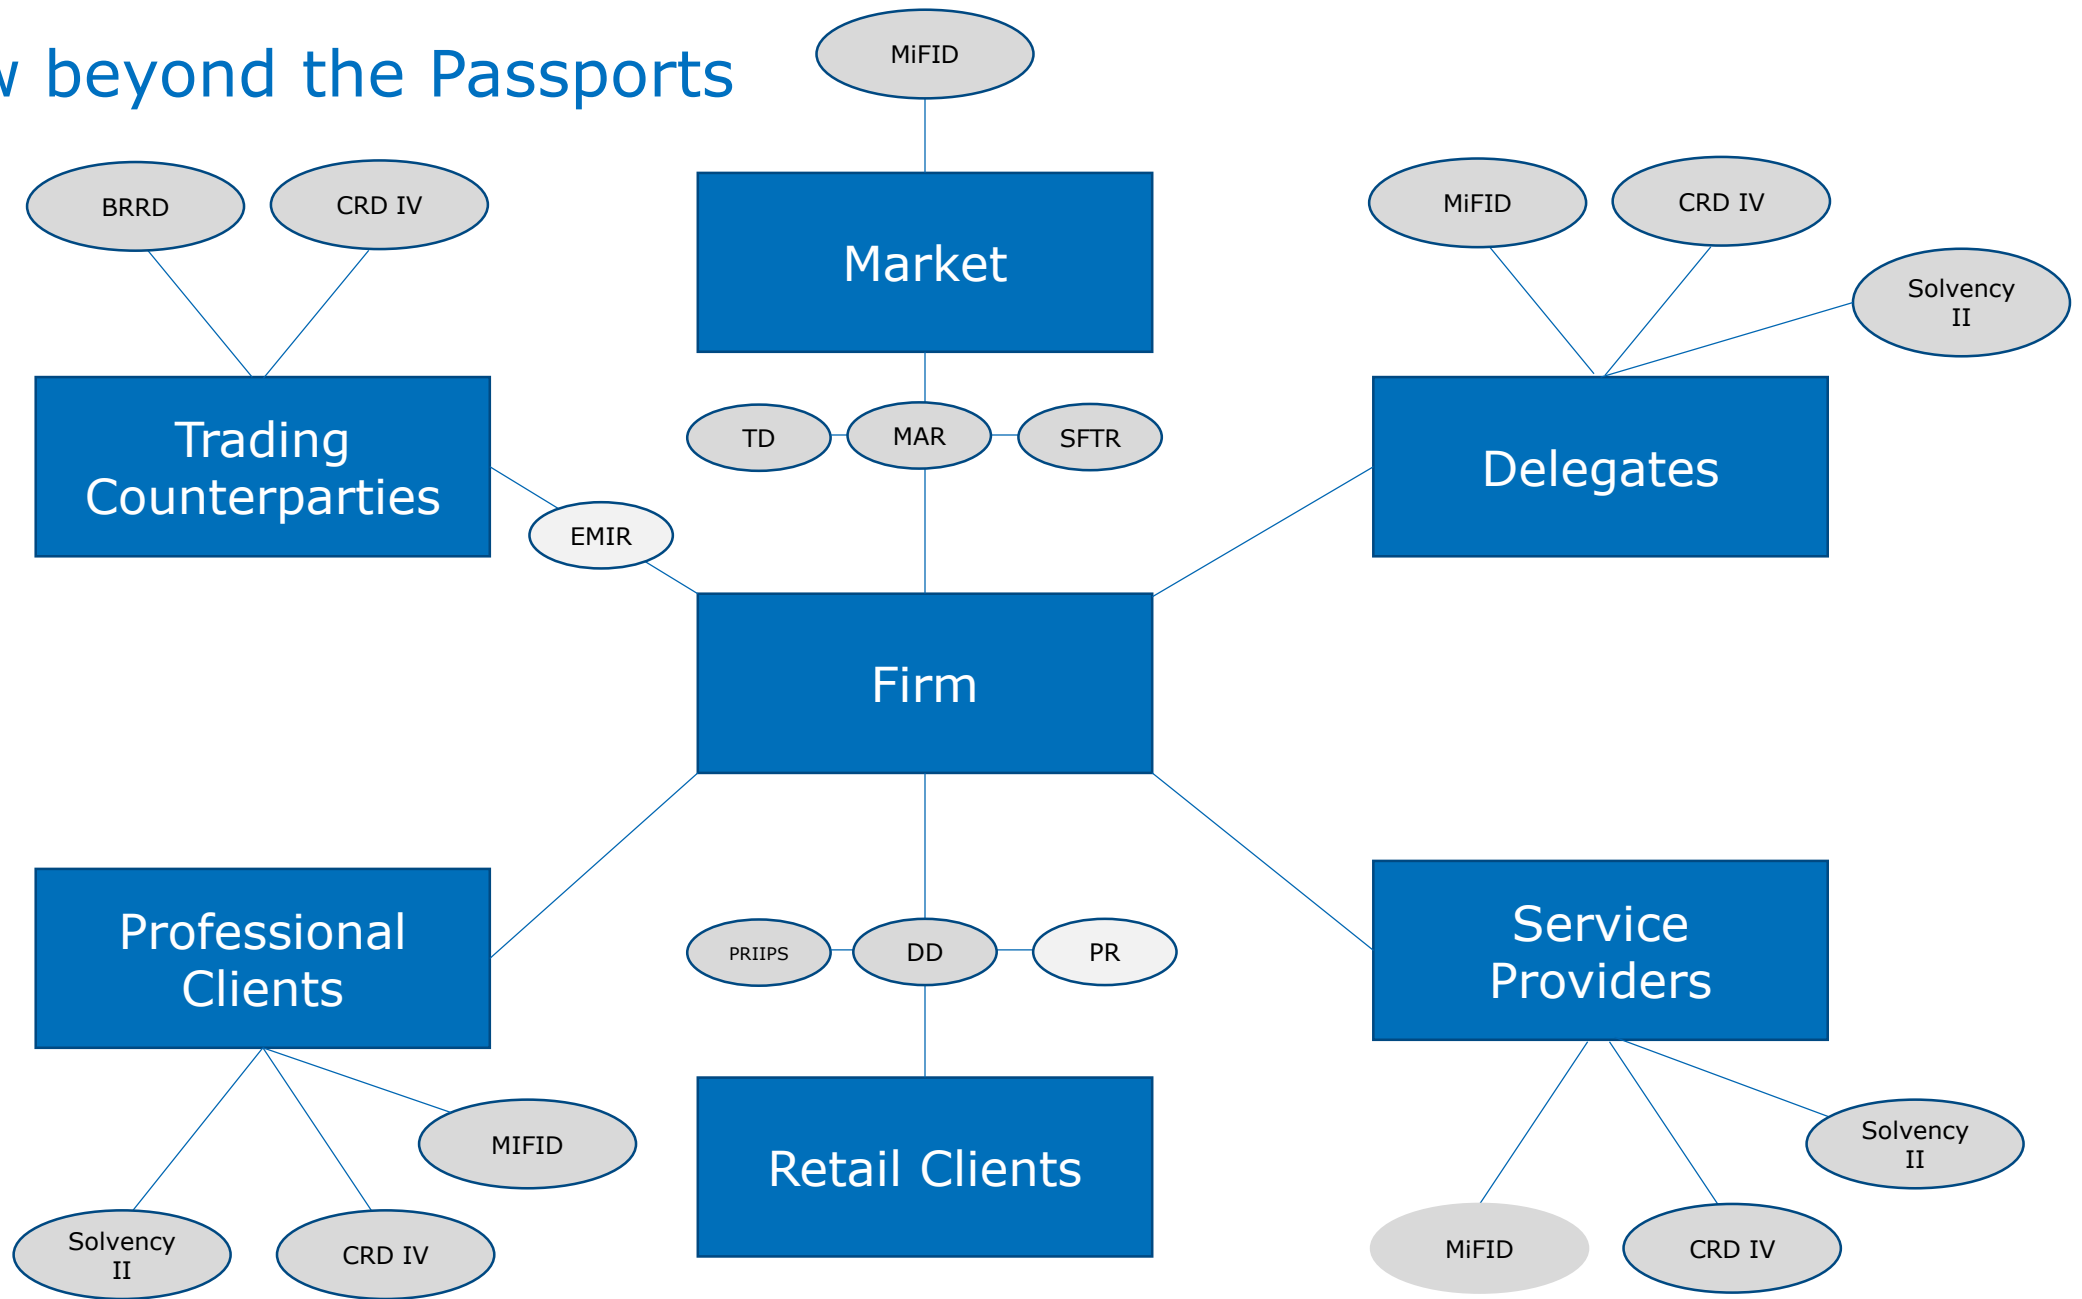 beyond the Passports
MiFID
BRRD
CRD IV
MiFID
CRD IV
Solvency
II
Market
Trading
Counterparties
TD
MAR
SFTR
Delegates
EMIR
Firm
Professional
Clients
PRIIPS
DD
PR
Service
Providers
MIFID
Retail Clients
Solvency
II
Solvency
II
CRD IV
MiFID
CRD IV